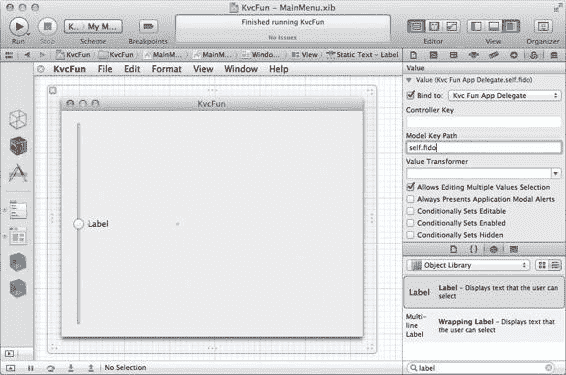 KvcFun – MainMenu.xib
Run
Stop
K... My M...
Scheme
Breakpoints
Finished running KvcFun
No Issues
Editor
View
Organizer
KvcFun
KvcFun
MainM...
MainM...
Windo...
View
Static Text – Label
KvcFun File Edit Format View Window Help
KvcFun
Label
Value
Value (Kvc Fun App Delegate.self.fido)
Bind to:
Kvc Fun App Delegate
Controller Key
Model Key Path
self.fido
Value Transformer
Allows Editing Multiple Values Selection
Always Presents Application Modal Alerts
Conditionally Sets Editable
Conditionally Sets Enabled
Conditionally Sets Hidden
Object Library
Label
Label – Displays text that the user can
select
Multi-
line
Label
Wrapping Label – Displays text that
the user can select
No Selection
label